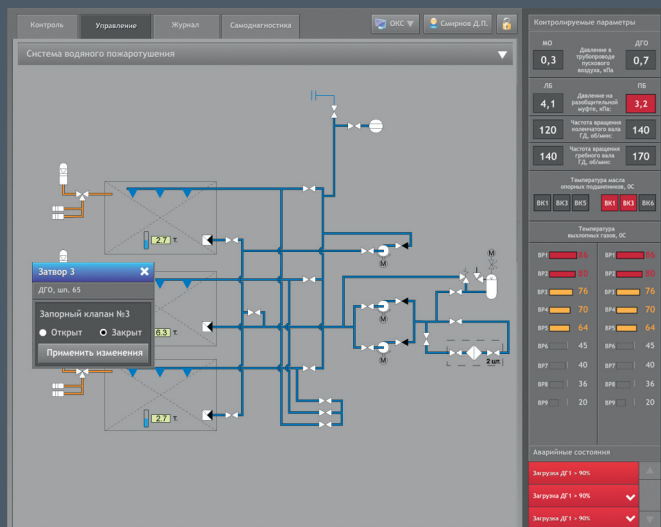 Контроль
Управление
Журнал
Самодиагностика
ОКС
Смирнов Д.П.
Система водяного пожаротушения
2.7 т.
6.3 т.
2.7 т.
M
M
M
2 шт.
Затвор 3
ДГО, шп. 65
Запорный клапан №3
Открыт
Закрыт
Применить изменения
Контролируемые параметры
МО
ДГО
0,3
Давление в
трубопроводе
пускового
воздуха, кПа
0,7
ЛБ
ПБ
4,1
Давление на
разобщительной
муфте, кПа:
3,2
120
Частота вращения
коленчатого вала
ГД, об/мин:
140
140
Частота вращения
гребного вала
ГД, об/мин:
170
Температура масла
опорных подшипников, 0С
ВК1 ВК3 ВК5 ВК1 ВК3 ВК6
Температура
выхлопных газов, 0С
ВР1 86 ВР1 86
ВР2 80 ВР2 80
ВР3 76 ВР3 76
ВР4 70 ВР4 70
ВР5 64 ВР5 64
ВР6 45 ВР6 45
ВР7 40 ВР7 40
ВР8 36 ВР8 36
ВР9 20 ВР9 20
Аварийные состояния
Загрузка ДГ1 > 90%
Загрузка ДГ1 > 90%
Загрузка ДГ1 > 90%